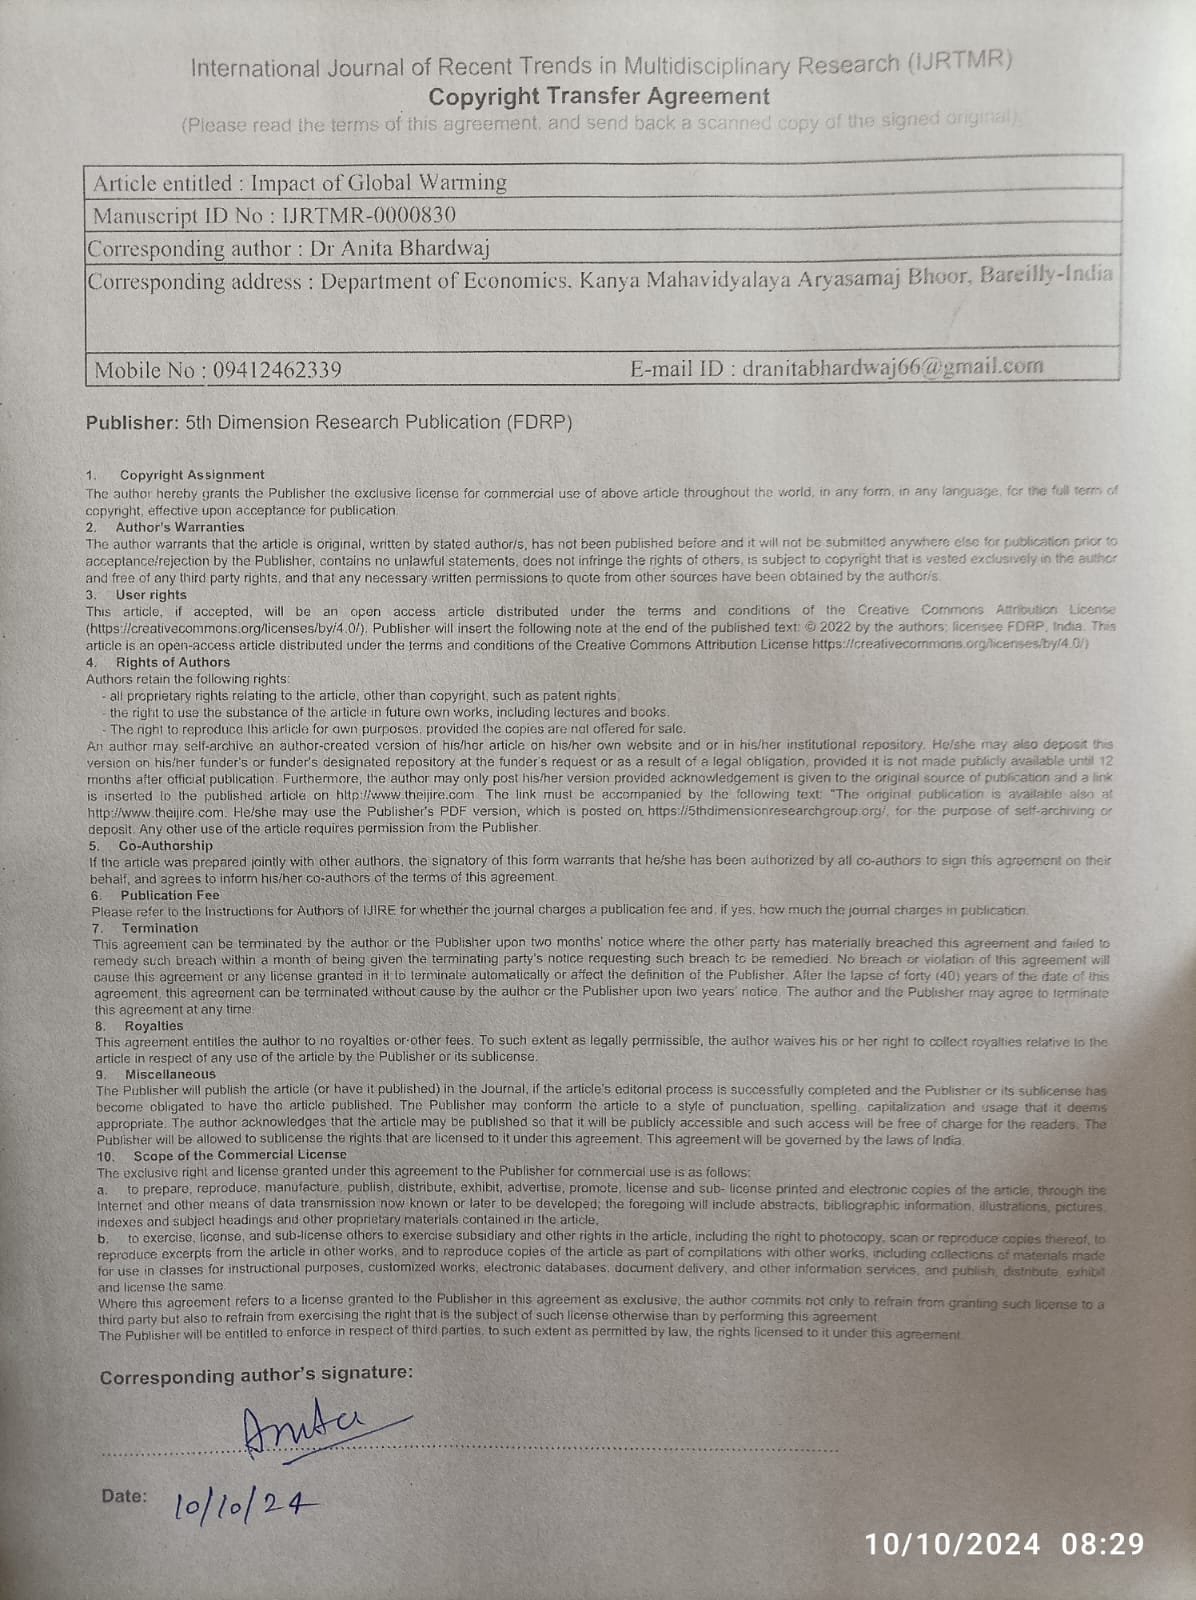 International Journal of Recent Trends in Multidisciplinary Research (IJRTMR)
Copyright Transfer Agreement
(Please read the terms of this agreement, and send back a scanned copy of the signed original).
Article entitled : Impact of Global Warming
Manuscript ID No : IJRTMR-0000830
Corresponding author : Dr Anita Bhardwaj
Corresponding address : Department of Economics, Kanya Mahavidyalaya Aryasamaj Bhoor, Bareilly-India
Mobile No : 09412462339 E-mail ID : dranitabhardwaj66@gmail.com
Publisher: 5th Dimension Research Publication (FDRP)
1. Copyright Assignment
The author hereby grants the Publisher the exclusive license for commercial use of above article throughout the world, in any form, in any language, for the full term of
copyright, effective upon acceptance for publication.
2. Author's Warranties
The author warrants that the article is original, written by stated author/s, has not been published before and it will not be submitted anywhere else for publication prior to
acceptance/rejection by the Publisher, contains no unlawful statements, does not infringe the rights of others, is subject to copyright that is vested exclusively in the author
and free of any third party rights, and that any necessary written permissions to quote from other sources have been obtained by the author/s.
3. User rights
This article, if accepted, will be an open access article distributed under the terms and conditions of the Creative Commons Attribution License
(https://creativecommons.org/licenses/by/4.0/). Publisher will insert the following note at the end of the published text: © 2022 by the authors; licensee FDRP, India. This
article is an open-access article distributed under the terms and conditions of the Creative Commons Attribution License https://creativecommons.org/licenses/by/4.0/)
4. Rights of Authors
Authors retain the following rights:
- all proprietary rights relating to the article, other than copyright, such as patent rights,
- the right to use the substance of the article in future own works, including lectures and books.
- The right to reproduce this article for own purposes, provided the copies are not offered for sale.
An author may self-archive an author-created version of his/her article on his/her own website and or in his/her institutional repository. He/she may also deposit this
version on his/her funder's or funder's designated repository at the funder's request or as a result of a legal obligation, provided it is not made publicly available until 12
months after official publication. Furthermore, the author may only post his/her version provided acknowledgement is given to the original source of publication and a link
is inserted to the published article on http://www.theijire.com. The link must be accompanied by the following text: "The original publication is available also at
http://www.theijire.com. He/she may use the Publisher's PDF version, which is posted on https://5thdimensionresearchgroup.org/, for the purpose of self-archiving or
deposit. Any other use of the article requires permission from the Publisher.
5. Co-Authorship
If the article was prepared jointly with other authors, the signatory of this form warrants that he/she has been authorized by all co-authors to sign this agreement on their
behalf, and agrees to inform his/her co-authors of the terms of this agreement.
6. Publication Fee
Please refer to the Instructions for Authors of IJIRE for whether the journal charges a publication fee and, if yes, how much the journal charges in publication.
7. Termination
This agreement can be terminated by the author or the Publisher upon two months' notice where the other party has materially breached this agreement and failed to
remedy such breach within a month of being given the terminating party's notice requesting such breach to be remedied. No breach or violation of this agreement will
cause this agreement or any license granted in it to terminate automatically or affect the definition of the Publisher. After the lapse of forty (40) years of the date of this
agreement, this agreement can be terminated without cause by the author or the Publisher upon two years' notice. The author and the Publisher may agree to terminate
this agreement at any time.
8. Royalties
This agreement entitles the author to no royalties or other fees. To such extent as legally permissible, the author waives his or her right to collect royalties relative to the
article in respect of any use of the article by the Publisher or its sublicense.
9. Miscellaneous
The Publisher will publish the article (or have it published) in the Journal, if the article's editorial process is successfully completed and the Publisher or its sublicense has
become obligated to have the article published. The Publisher may conform the article to a style of punctuation, spelling, capitalization and usage that it deems
appropriate. The author acknowledges that the article may be published so that it will be publicly accessible and such access will be free of charge for the readers. The
Publisher will be allowed to sublicense the rights that are licensed to it under this agreement. This agreement will be governed by the laws of India.
10. Scope of the Commercial License
The exclusive right and license granted under this agreement to the Publisher for commercial use is as follows:
a. to prepare, reproduce, manufacture, publish, distribute, exhibit, advertise, promote, license and sub- license printed and electronic copies of the article, through the
Internet and other means of data transmission now known or later to be developed; the foregoing will include abstracts, bibliographic information, illustrations, pictures,
indexes and subject headings and other proprietary materials contained in the article,
b. to exercise, license, and sub-license others to exercise subsidiary and other rights in the article, including the right to photocopy, scan or reproduce copies thereof, to
reproduce excerpts from the article in other works, and to reproduce copies of the article as part of compilations with other works, including collections of materials made
for use in classes for instructional purposes, customized works, electronic databases, document delivery, and other information services, and publish, distribute, exhibit
and license the same.
Where this agreement refers to a license granted to the Publisher in this agreement as exclusive, the author commits not only to refrain from granting such license to a
third party but also to refrain from exercising the right that is the subject of such license otherwise than by performing this agreement.
The Publisher will be entitled to enforce in respect of third parties, to such extent as permitted by law, the rights licensed to it under this agreement.
Corresponding author's signature:
Anita
Date: 10/10/24
10/10/2024 08:29